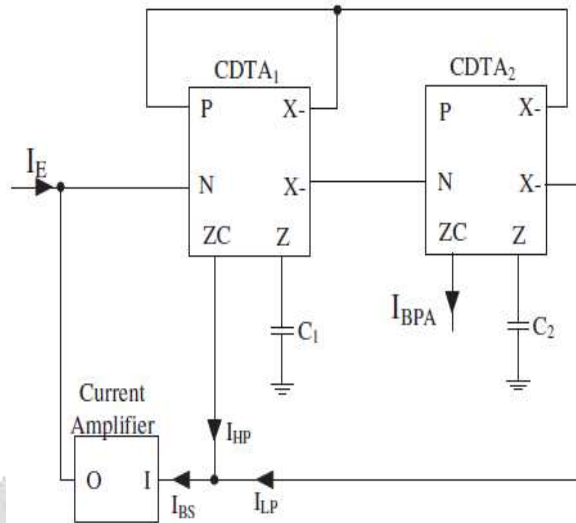 CDTA1
CDTA2
P X-
P X-
IE
N X-
N X-
ZC Z
ZC Z
IBPA
C1
C2
Current
Amplifier
IHP
O I
IBS
ILP